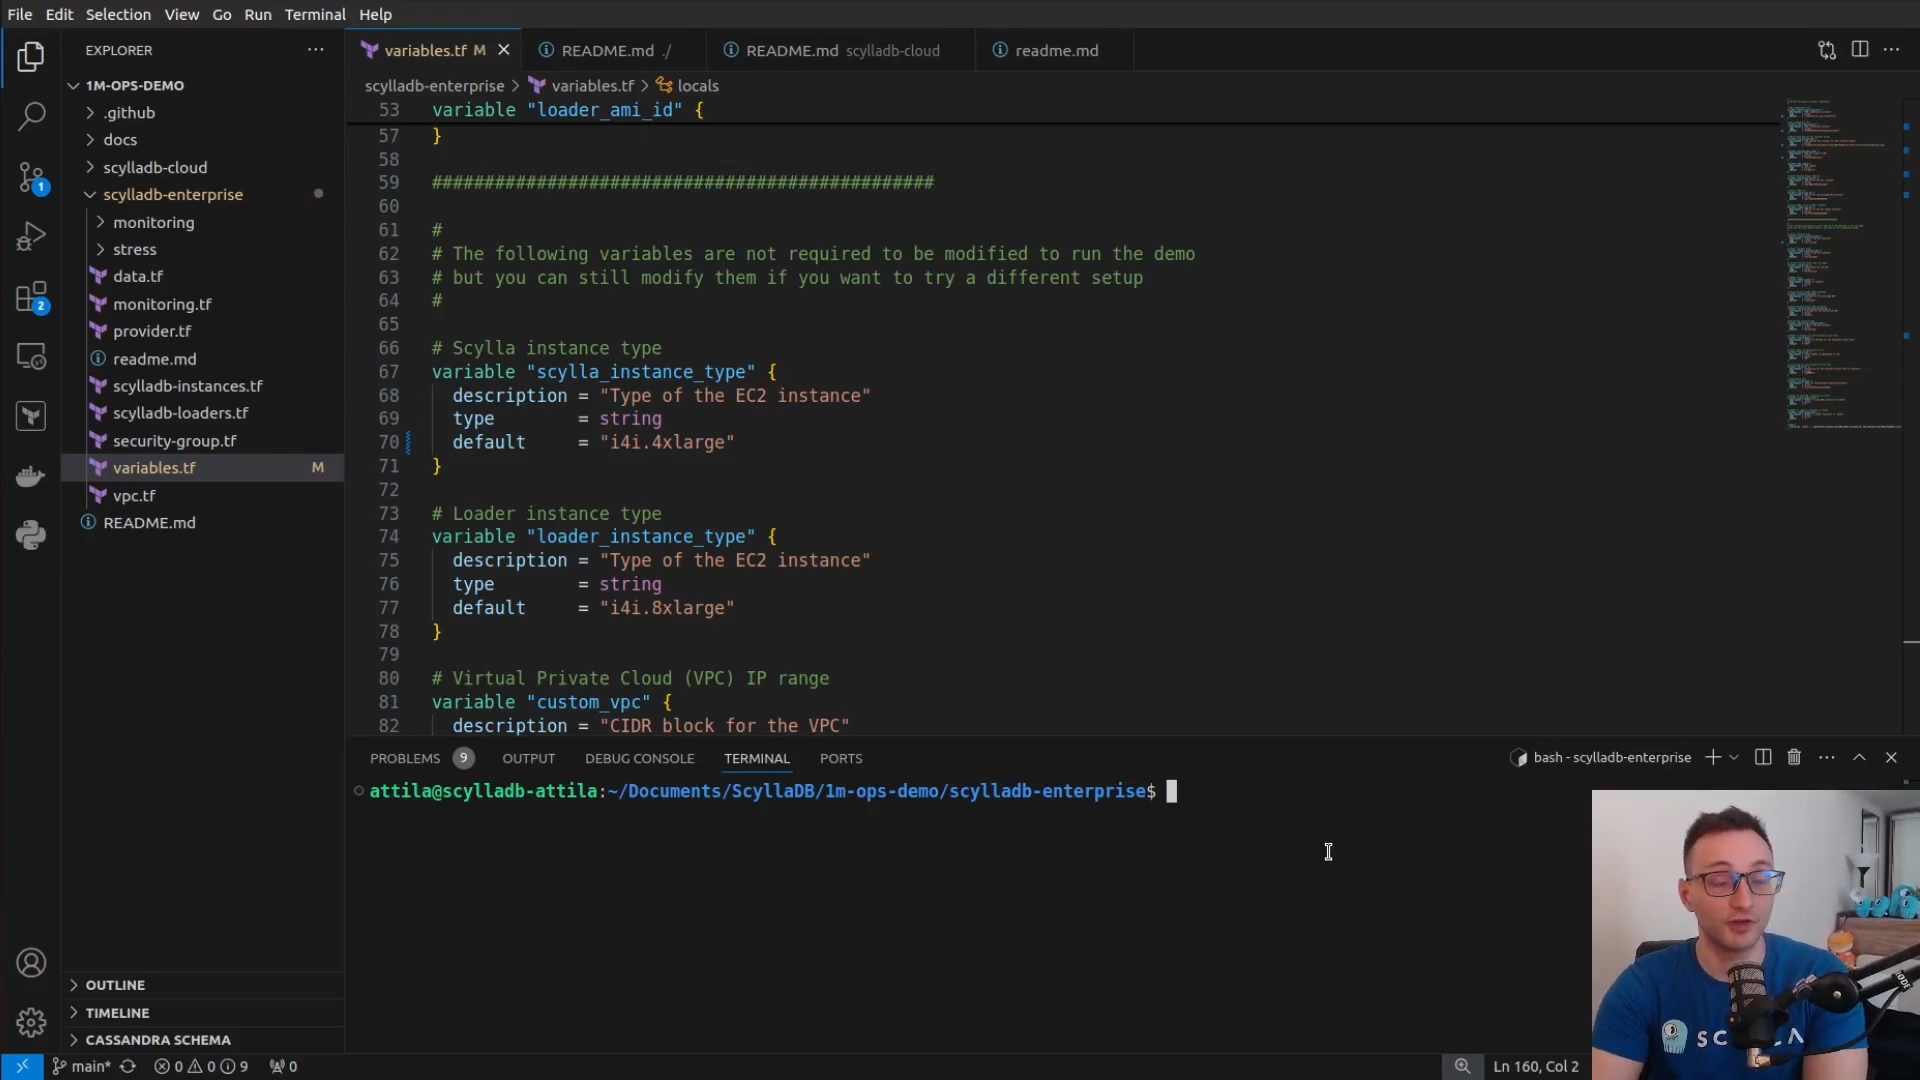 File Edit Selection View Go Run Terminal Help
EXPLORER
variables.tf M
README.md ./
README.md scylladb-cloud
readme.md
1M-OPS-DEMO
scylladb-enterprise > variables.tf > locals
.github
docs
scylladb-cloud
scylladb-enterprise
monitoring
stress
data.tf
monitoring.tf
provider.tf
readme.md
scylladb-instances.tf
scylladb-loaders.tf
security-group.tf
variables.tf M
vpc.tf
README.md
1
2
OUTLINE
TIMELINE
CASSANDRA SCHEMA
53 variable "loader_ami_id" {
57 }
58
59 ################################################
60
61 #
62 # The following variables are not required to be modified to run the demo
63 # but you can still modify them if you want to try a different setup
64 #
65
66 # Scylla instance type
67 variable "scylla_instance_type" {
68 description = "Type of the EC2 instance"
69 type = string
70 default = "i4i.4xlarge"
71 }
72
73 # Loader instance type
74 variable "loader_instance_type" {
75 description = "Type of the EC2 instance"
76 type = string
77 default = "i4i.8xlarge"
78 }
79
80 # Virtual Private Cloud (VPC) IP range
81 variable "custom_vpc" {
82 description = "CIDR block for the VPC"
PROBLEMS 9 OUTPUT DEBUG CONSOLE TERMINAL PORTS
bash - scylladb-enterprise
attila@scylladb-attila:~/Documents/ScyllaDB/1m-ops-demo/scylladb-enterprise$
main* 0 0 9 0
Ln 160, Col 2